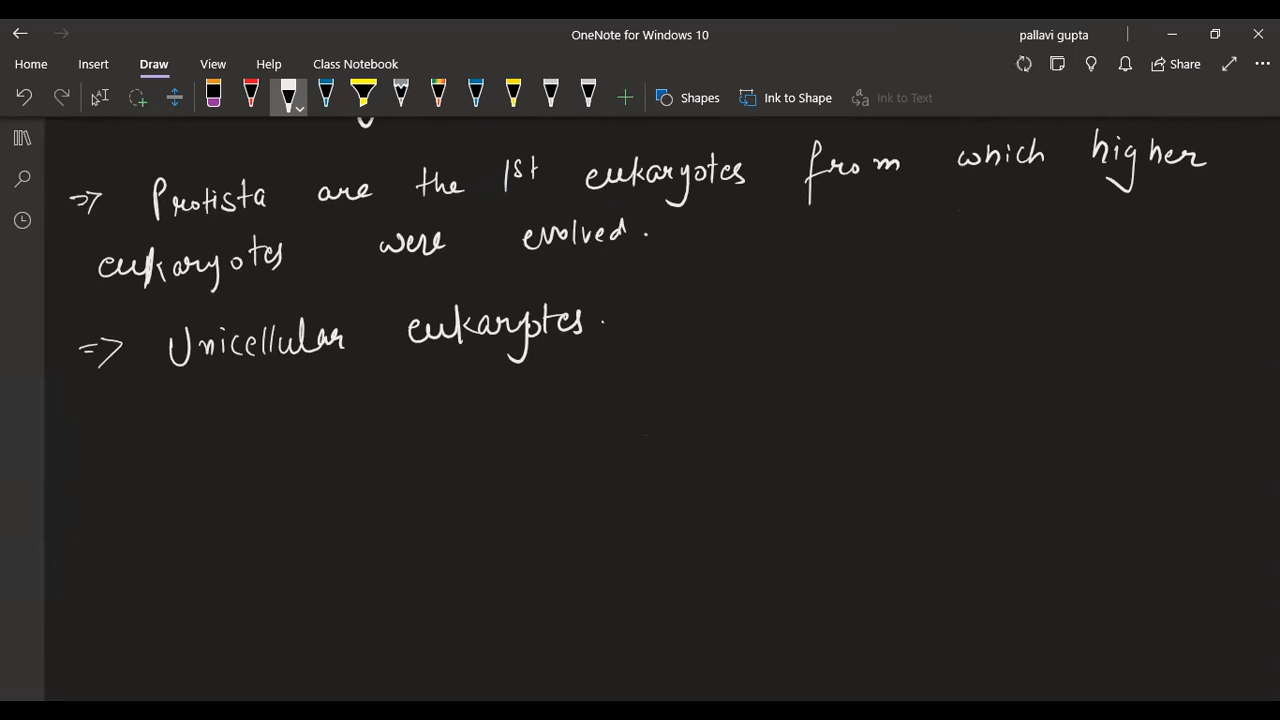 OneNote for Windows 10
pallavi gupta
Home Insert Draw View Help Class Notebook
Share
Shapes Ink to Shape Ink to Text
=> Protista are the 1st eukaryotes from which higher
eukaryotes were evolved.
=> Unicellular eukaryotes.